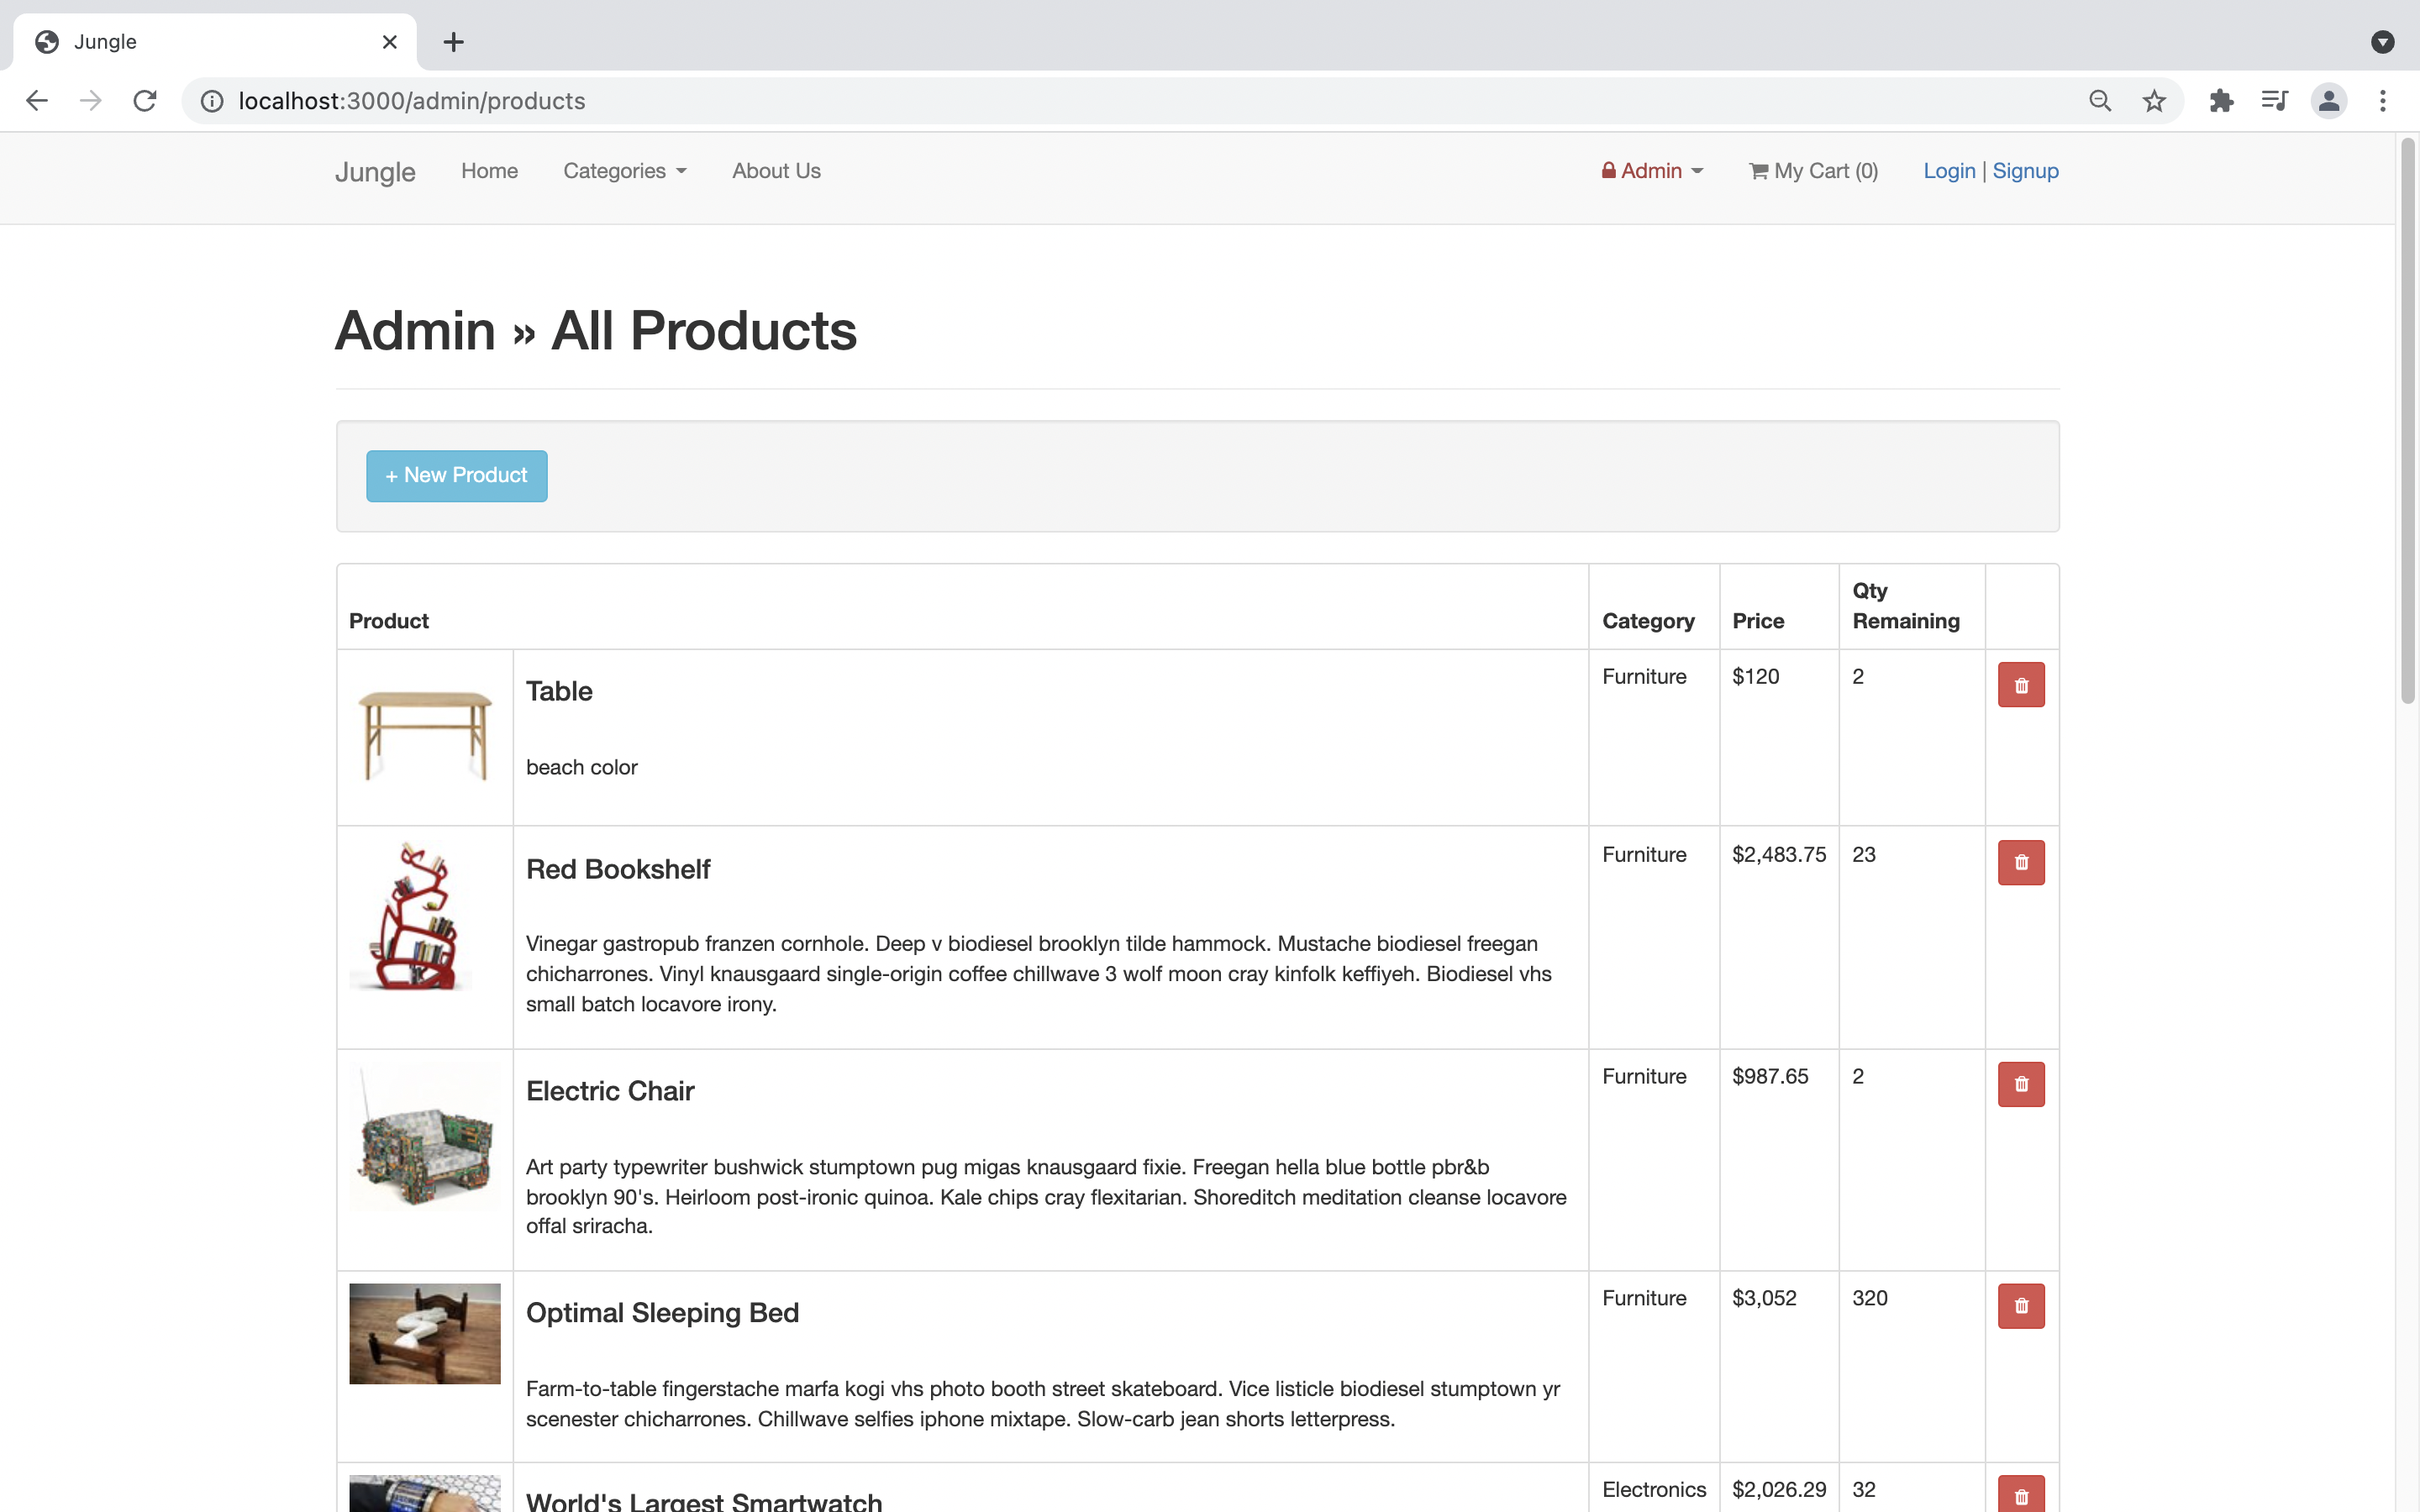 Jungle
localhost:3000/admin/products
Jungle Home Categories About Us Admin My Cart (0) Login | Signup
Admin » All Products
+ New Product
Product Category Price Qty Remaining
Table Furniture $120 2
beach color
Red Bookshelf Furniture $2,483.75 23
Vinegar gastropub franzen cornhole. Deep v biodiesel brooklyn tilde hammock. Mustache biodiesel freegan
chicharrones. Vinyl knausgaard single-origin coffee chillwave 3 wolf moon cray kinfolk keffiyeh. Biodiesel vhs
small batch locavore irony.
Electric Chair Furniture $987.65 2
Art party typewriter bushwick stumptown pug migas knausgaard fixie. Freegan hella blue bottle pbr&b
brooklyn 90's. Heirloom post-ironic quinoa. Kale chips cray flexitarian. Shoreditch meditation cleanse locavore
offal sriracha.
Optimal Sleeping Bed Furniture $3,052 320
Farm-to-table fingerstache marfa kogi vhs photo booth street skateboard. Vice listicle biodiesel stumptown yr
scenester chicharrones. Chillwave selfies iphone mixtape. Slow-carb jean shorts letterpress.
World's Largest Smartwatch Electronics $2,026.29 32